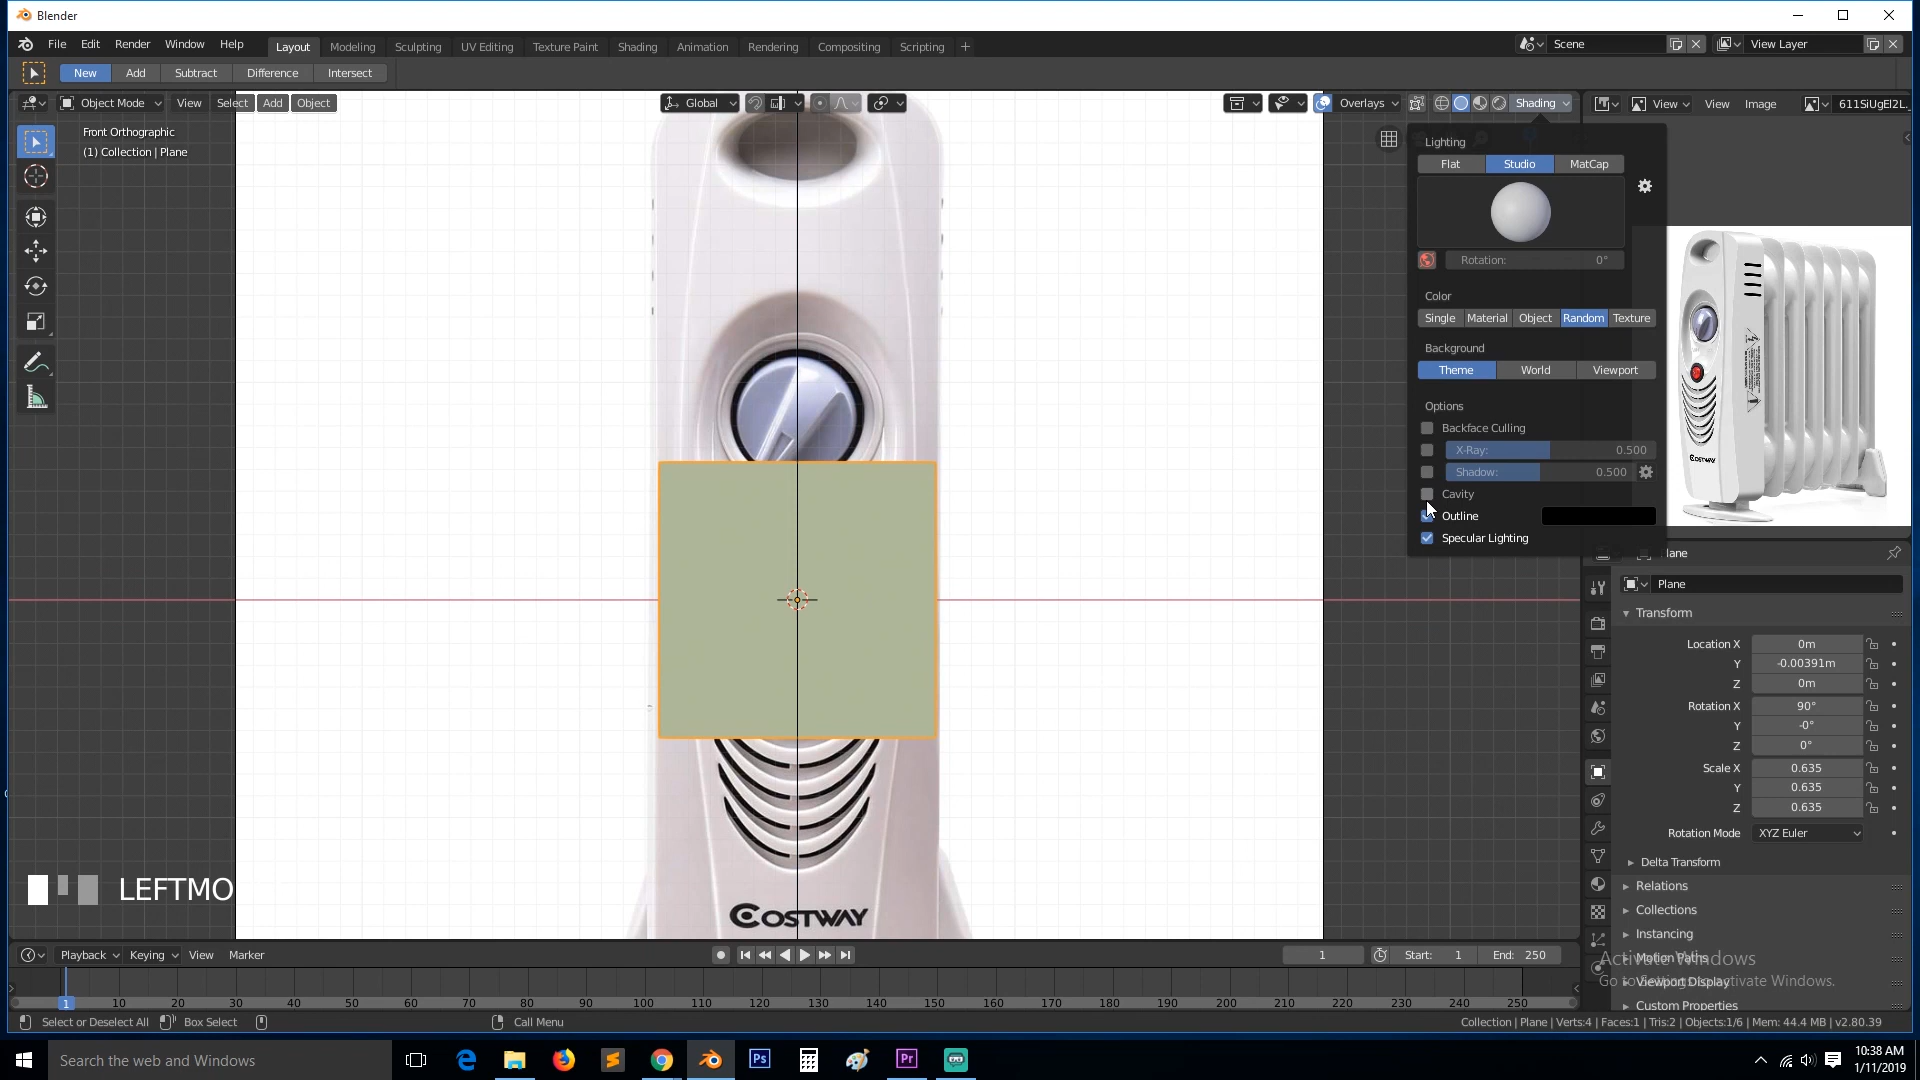 Blender
File Edit Render Window Help Layout Modeling Sculpting UV Editing Texture Paint Shading Animation Rendering Compositing Scripting + Scene View Layer
New Add Subtract Difference Intersect
Object Mode View Select Add Object Global Overlays Shading View View Image 611SiUgEl2L.
Front Orthographic
(1) Collection | Plane
Lighting
Flat Studio MatCap
Rotation: 0°
Color
Single Material Object Random Texture
Background
Theme World Viewport
Options
Backface Culling
X-Ray: 0.500
Shadow: 0.500
Cavity
Outline
Specular Lighting
COSTWAY
COSTWAY
lane
Plane
Transform
Location X 0m
Y -0.00391m
Z 0m
Rotation X 90°
Y -0°
Z 0°
Scale X 0.635
Y 0.635
Z 0.635
Rotation Mode XYZ Euler
Delta Transform
Relations
Collections
Instancing
Motion Paths
Viewport Display
Custom Properties
Activate Windows
Go to Settings to activate Windows.
LEFTMO
Playback Keying View Marker 1 Start: 1 End: 250
1 10 20 30 40 50 60 70 80 90 100 110 120 130 140 150 160 170 180 190 200 210 220 230 240 250
Select or Deselect All Box Select Call Menu Collection | Plane | Verts:4 | Faces:1 | Tris:2 | Objects:1/6 | Mem: 44.4 MB | v2.80.39
Search the web and Windows Ps Pr 10:38 AM
1/11/2019